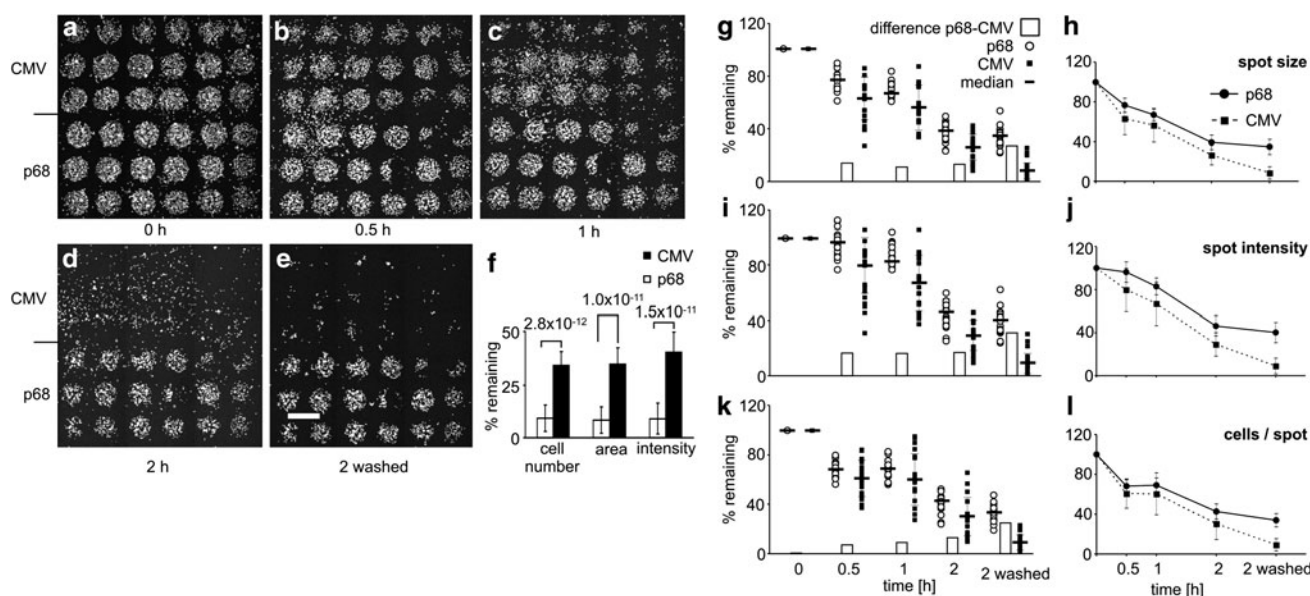 a
b
c
CMV
p68
0 h
0.5 h
1 h
d
e
CMV
p68
2 h
2 washed
f
CMV
p68
% remaining
50
25
0
2.8x10-12
1.0x10-11
1.5x10-11
cell number
area
intensity
g
% remaining
120
80
40
0
difference p68-CMV
p68
CMV
median
h
spot size
120
80
40
0
p68
CMV
i
% remaining
120
80
40
0
j
spot intensity
120
80
40
0
k
% remaining
120
80
40
0
0 0.5 1 2 2 washed
time [h]
l
cells / spot
120
80
40
0
0.5 1 2 2 washed
time [h]